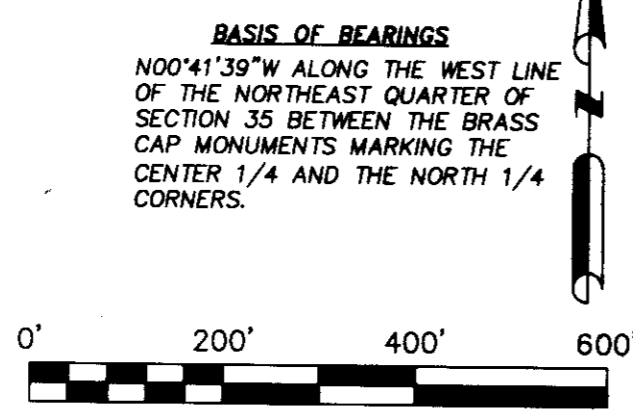 BASIS OF BEARINGS
N00°41'39"W ALONG THE WEST LINE
OF THE NORTHEAST QUARTER OF
SECTION 35 BETWEEN THE BRASS
CAP MONUMENTS MARKING THE
CENTER 1/4 AND THE NORTH 1/4
CORNERS.
N
0' 200' 400' 600'